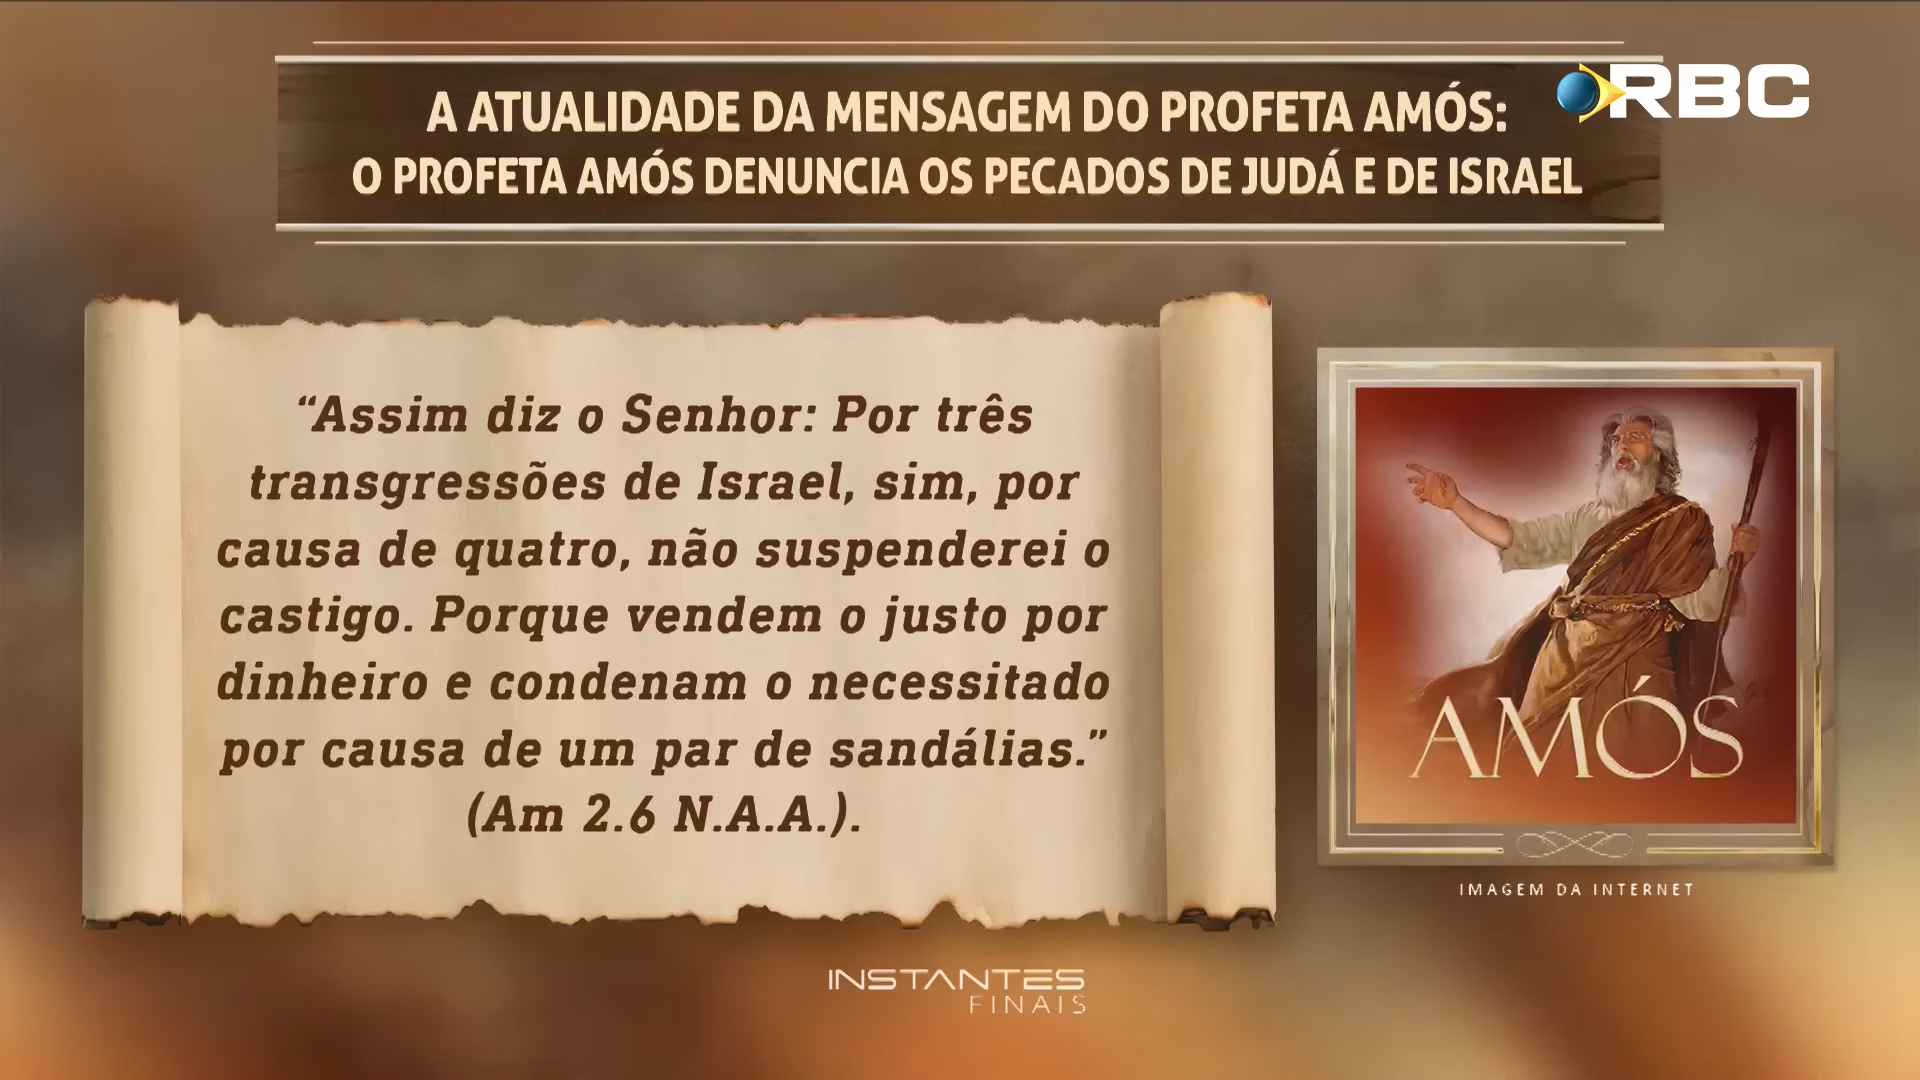 A ATUALIDADE DA MENSAGEM DO PROFETA AMÓS:
O PROFETA AMÓS DENUNCIA OS PECADOS DE JUDÁ E DE ISRAEL
RBC
“Assim diz o Senhor: Por três
transgressões de Israel, sim, por
causa de quatro, não suspenderei o
castigo. Porque vendem o justo por
dinheiro e condenam o necessitado
por causa de um par de sandálias.”
(Am 2.6 N.A.A.).
AMÓS
IMAGEM DA INTERNET
INSTANTES
FINAIS